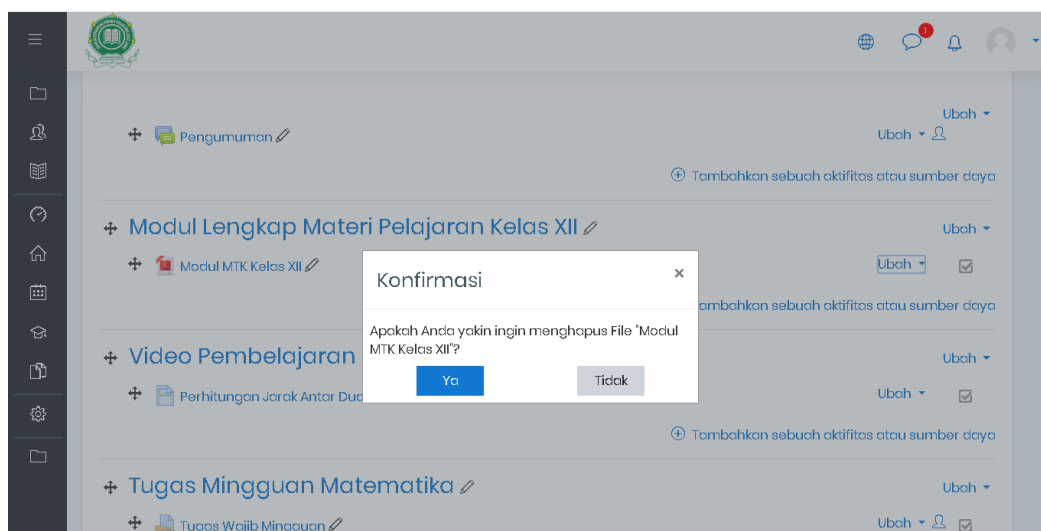 1
Ubah
Pengumuman
Ubah
Tambahkan sebuah aktifitas atau sumber daya
Modul Lengkap Materi Pelajaran Kelas XII
Ubah
Modul MTK Kelas XII
Ubah
Konfirmasi
×
Apakah Anda yakin ingin menghapus File "Modul
MTK Kelas XII"?
Ya
Tidak
ambahkan sebuah aktifitas atau sumber daya
Video Pembelajaran
Ubah
Perhitungan Jarak Antar Dua
Ubah
Tambahkan sebuah aktifitas atau sumber daya
Tugas Mingguan Matematika
Ubah
Tugas Wajib Mingguan
Ubah